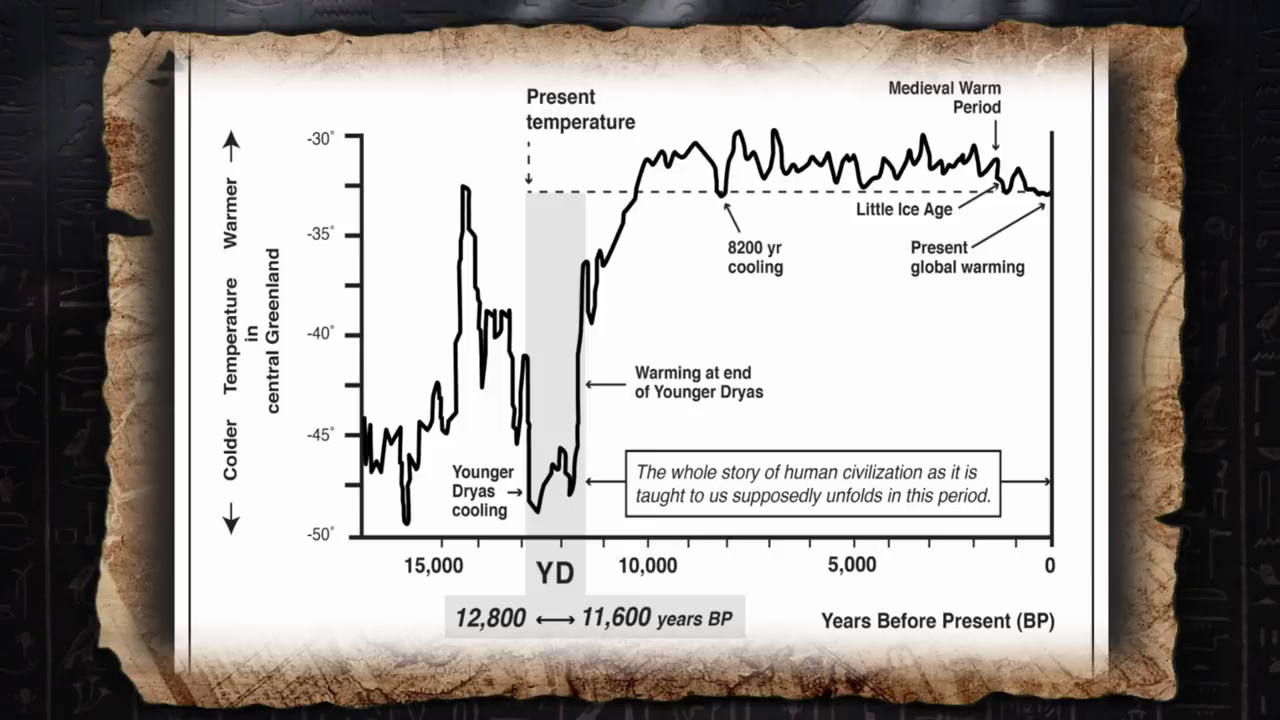 Present
temperature
Medieval Warm
Period
-30°
-35°
-40°
-45°
-50°
Colder Temperature Warmer
in
central Greenland
Little Ice Age
8200 yr
cooling
Present
global warming
Warming at end
of Younger Dryas
Younger
Dryas
cooling
The whole story of human civilization as it is
taught to us supposedly unfolds in this period.
15,000
YD
10,000
5,000
0
12,800 ⟷ 11,600 years BP
Years Before Present (BP)